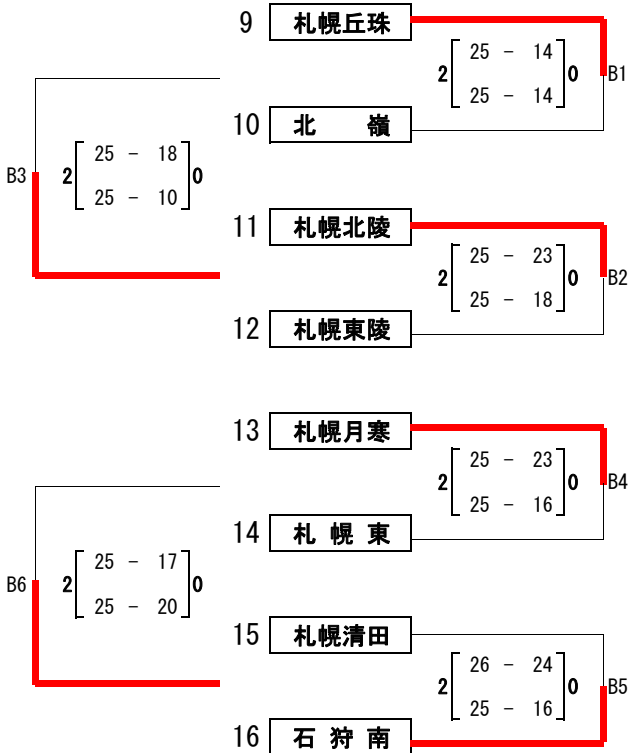 9 札幌丘珠
2 25 - 14 0 B1
25 - 14
10 北 嶺
B3 2 25 - 18 0
25 - 10
11 札幌北陵
2 25 - 23 0 B2
25 - 18
12 札幌東陵
13 札幌月寒
2 25 - 23 0 B4
25 - 16
14 札 幌 東
B6 2 25 - 17 0
25 - 20
15 札幌清田
2 26 - 24 0 B5
25 - 16
16 石 狩 南